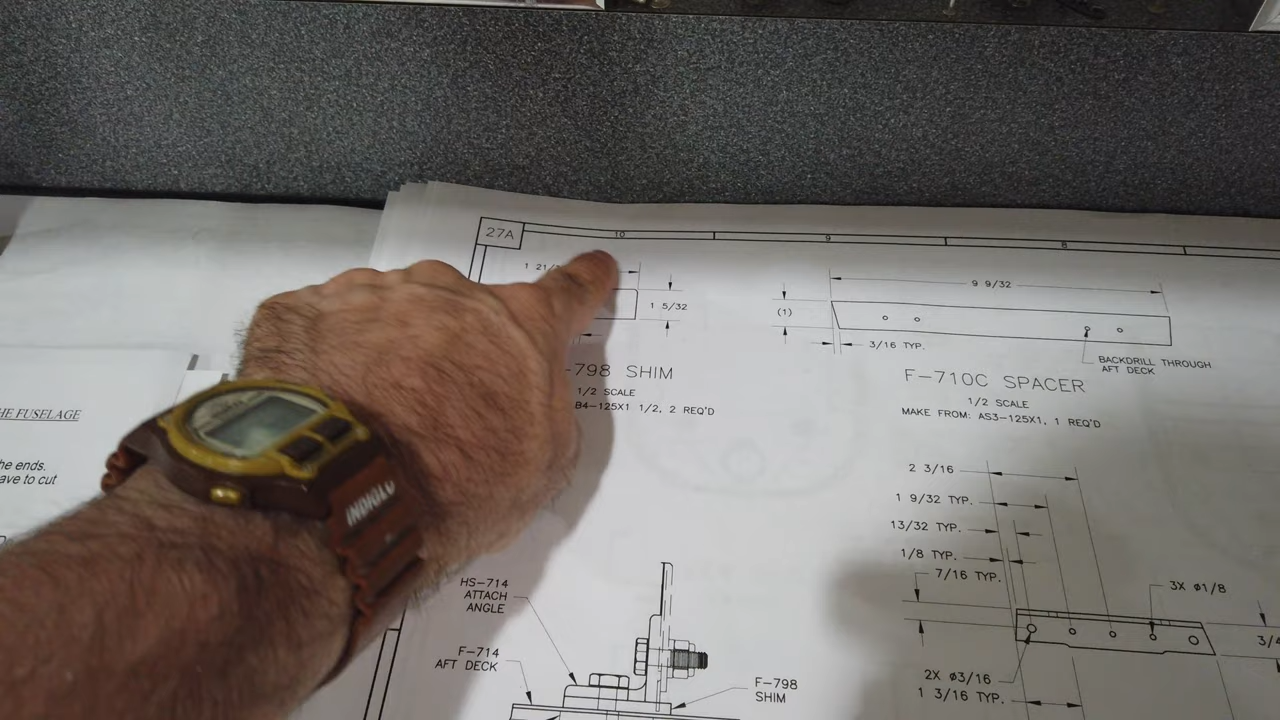 27A
10
9
8
1 21/
1 5/32
(1)
9 9/32
3/16 TYP.
BACKDRILL THROUGH
AFT DECK
-798 SHIM
1/2 SCALE
B4-125X1 1/2, 2 REQ'D
F-710C SPACER
1/2 SCALE
MAKE FROM: AS3-125X1, 1 REQ'D
HE FUSELAGE
he ends.
ave to cut
INDIGLO
2 3/16
1 9/32 TYP.
13/32 TYP.
1/8 TYP.
7/16 TYP.
3X ø1/8
3/4
2X ø3/16
1 3/16 TYP.
HS-714
ATTACH
ANGLE
F-714
AFT DECK
F-798
SHIM